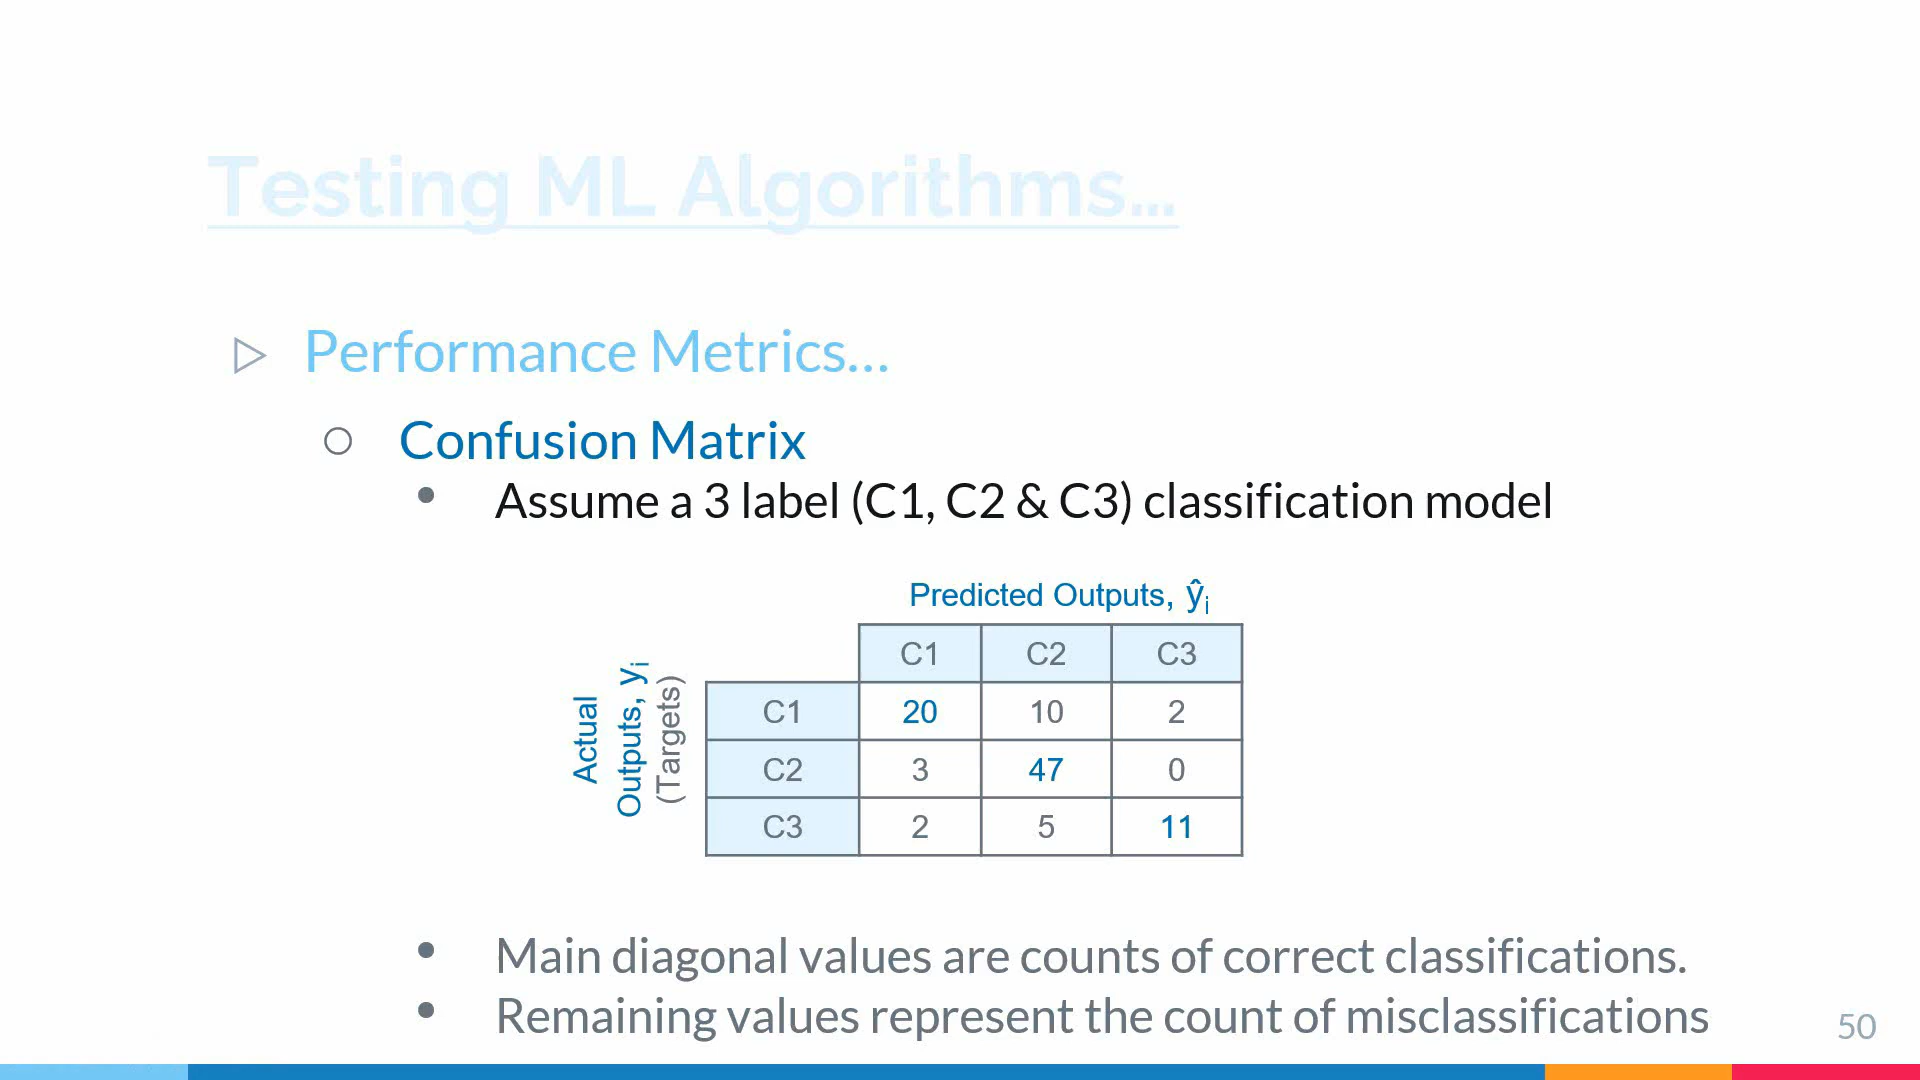 Testing ML Algorithms...
▷ Performance Metrics...
○ Confusion Matrix
• Assume a 3 label (C1, C2 & C3) classification model
Predicted Outputs, ŷi
Actual
Outputs, yi
(Targets)
C1 C2 C3
C1 20 10 2
C2 3 47 0
C3 2 5 11
• Main diagonal values are counts of correct classifications.
• Remaining values represent the count of misclassifications
50